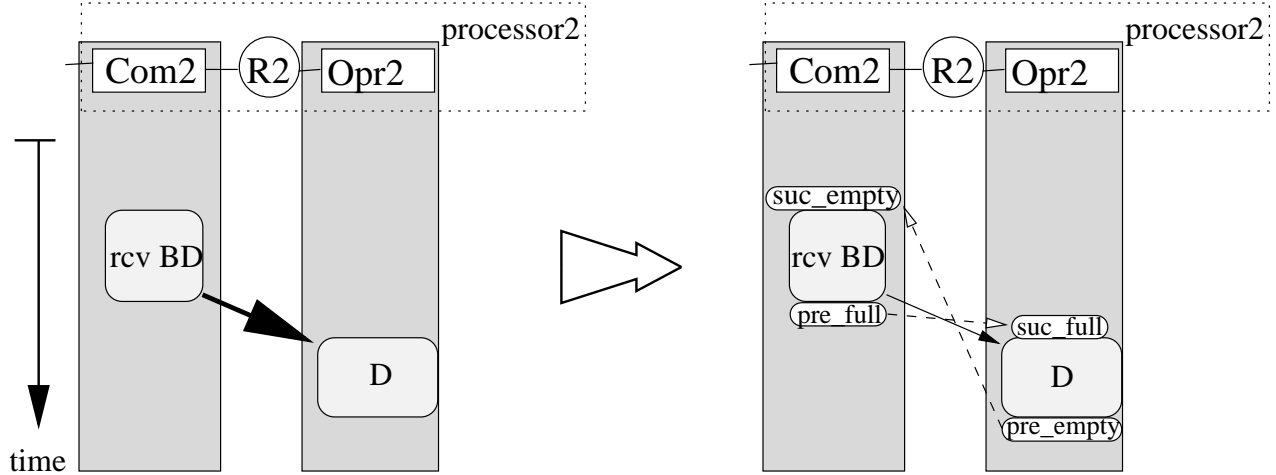 processor2
Com2
R2
Opr2
rcv BD
D
time
processor2
Com2
R2
Opr2
suc_empty
rcv BD
pre_full
suc_full
D
pre_empty